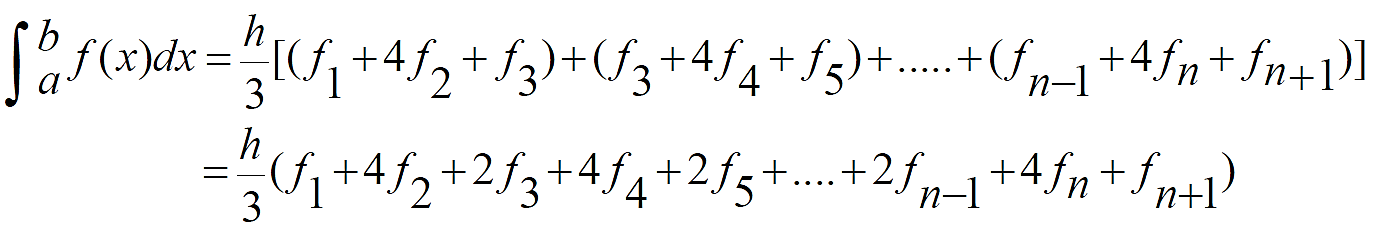 ∫ₐᵇ f(x)dx = h/3[(f₁+4f₂+f₃)+(f₃+4f₄+f₅)+.....+(fₙ₋₁+4fₙ+fₙ₊₁)]
= h/3(f₁+4f₂+2f₃+4f₄+2f₅+....+2fₙ₋₁+4fₙ+fₙ₊₁)